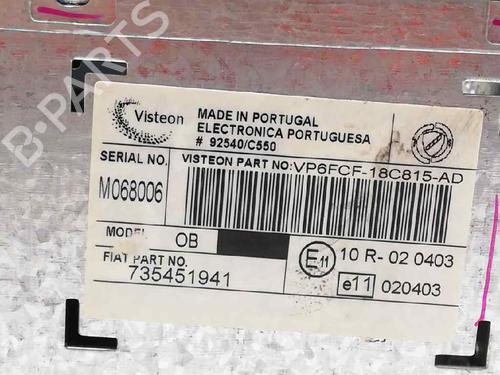 B-PARTS
Visteon
MADE IN PORTUGAL
ELECTRONICA PORTUGUESA
# 92540/C550
SERIAL NO.
M068006
VISTEON PART NO: VP6FCF-18C815-AD
MODEL
OB
FIAT PART NO.
735451941
E11
10 R- 02 0403
e11
020403